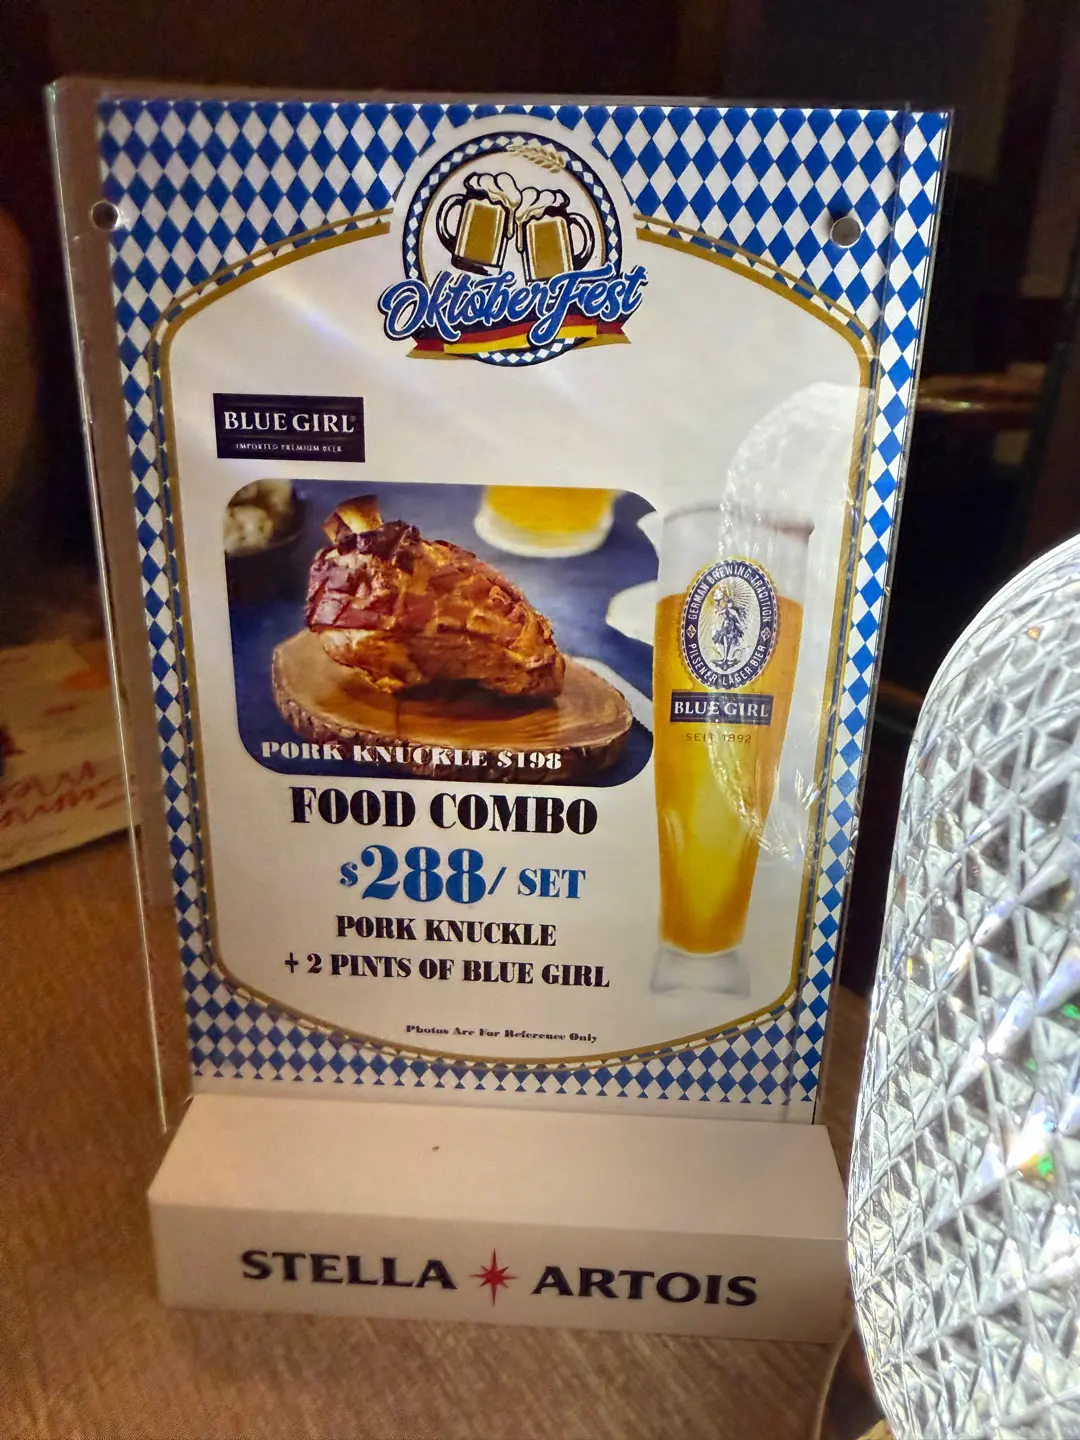 OktoberFest
BLUE GIRL
IMPORTED PREMIUM BEER
GERMAN BREWING TRADITION
PILSENER LAGER BIER
BLUE GIRL
SEIT 1892
PORK KNUCKLE $198
FOOD COMBO
$288/ SET
PORK KNUCKLE
+ 2 PINTS OF BLUE GIRL
Photos Are For Reference Only
STELLA ARTOIS